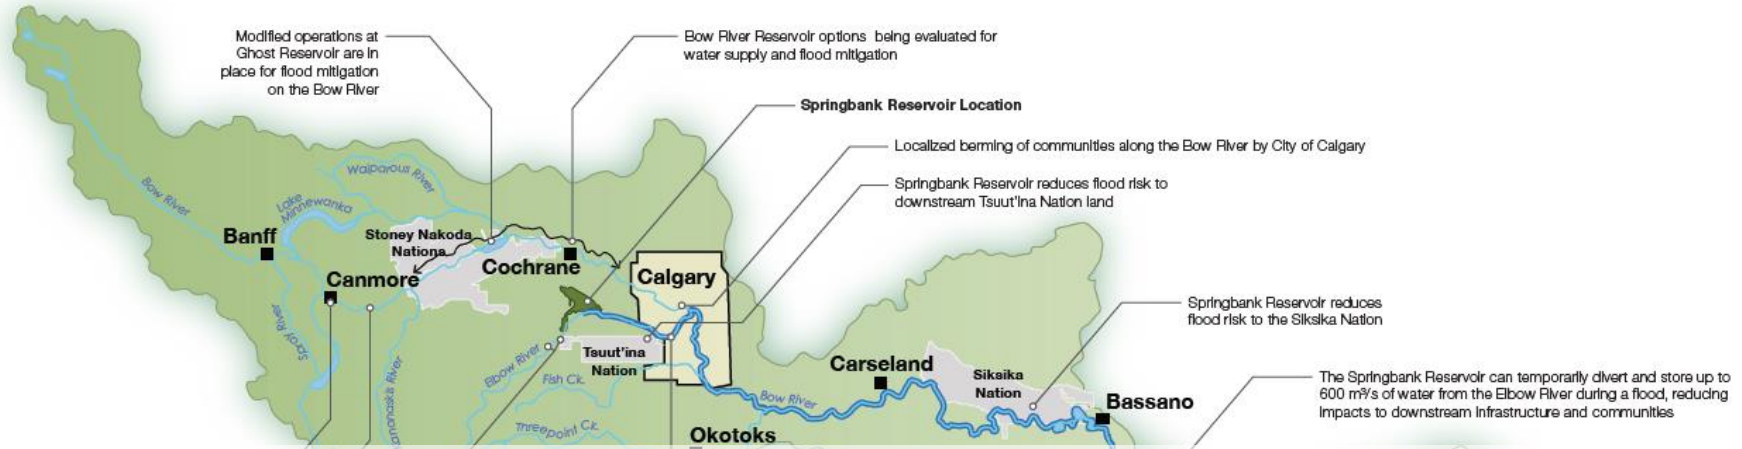 Modified operations at
Ghost Reservoir are in
place for flood mitigation
on the Bow River
Bow River Reservoir options being evaluated for
water supply and flood mitigation
Springbank Reservoir Location
Localized berming of communities along the Bow River by City of Calgary
Springbank Reservoir reduces flood risk to
downstream Tsuut'ina Nation land
Bow River
Waiparous River
Lake
Minnewanka
Banff
Stoney Nakoda
Nations
Canmore
Cochrane
Calgary
Spray River
Springbank Reservoir reduces
flood risk to the Siksika Nation
Elbow River
Tsuut'ina
Nation
Fish Ck.
Carseland
Siksika
Nation
The Springbank Reservoir can temporarily divert and store up to
600 m³/s of water from the Elbow River during a flood, reducing
impacts to downstream infrastructure and communities
Bow River
Bassano
Threepoint Ck.
Okotoks